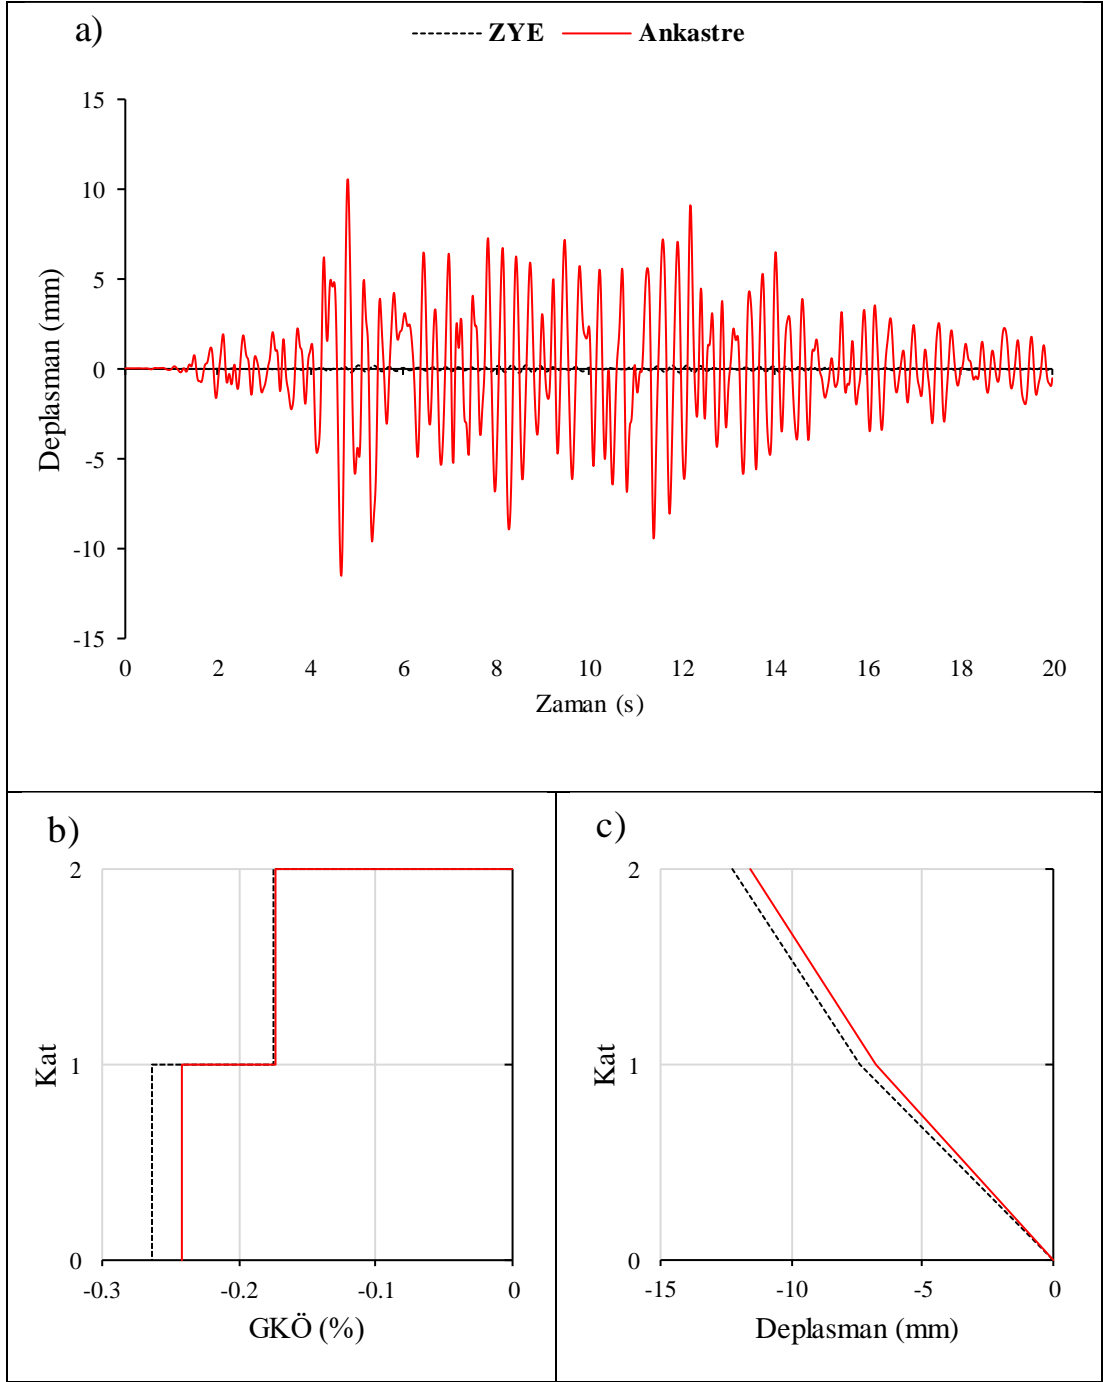 a)
ZYE Ankastre
15
10
5
0
-5
-10
-15
Deplasman (mm)
0 2 4 6 8 10 12 14 16 18 20
Zaman (s)
b)
2
1
0
Kat
-0.3 -0.2 -0.1 0
GKÖ (%)
c)
2
1
0
Kat
-15 -10 -5 0
Deplasman (mm)